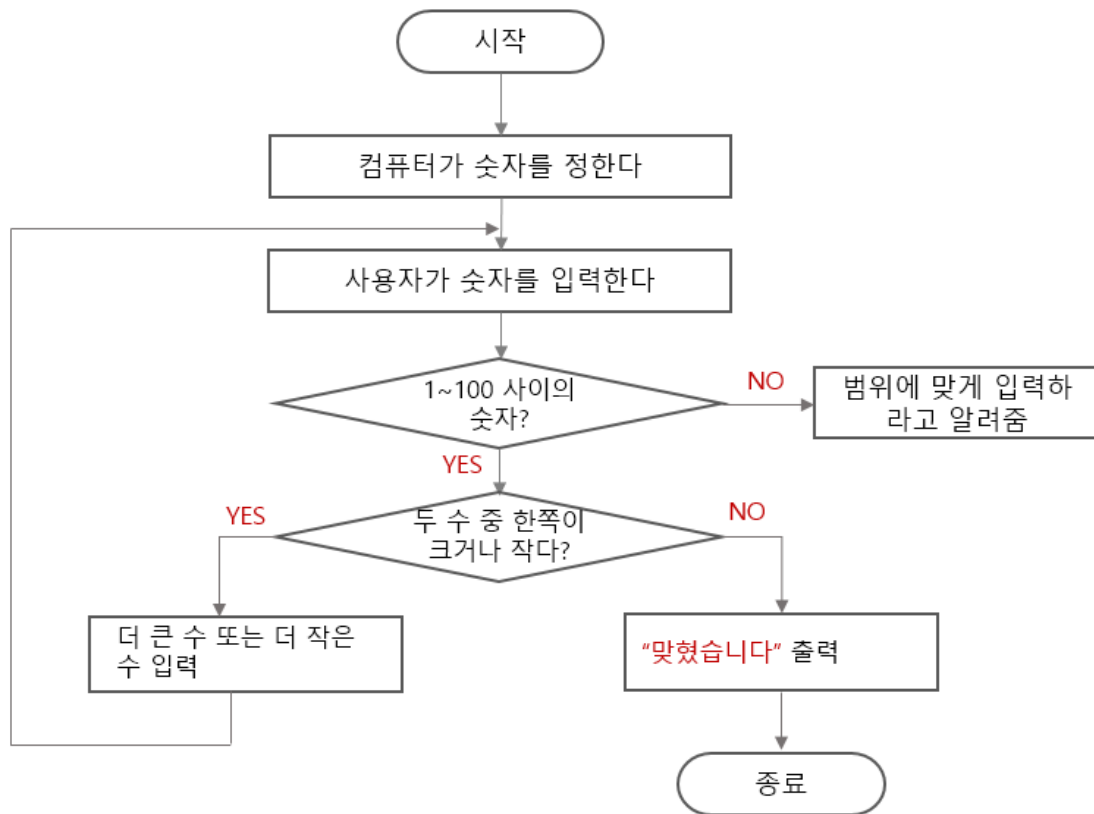 시작
컴퓨터가 숫자를 정한다
사용자가 숫자를 입력한다
1~100 사이의
숫자?
NO
범위에 맞게 입력하
라고 알려줌
YES
두 수 중 한쪽이
크거나 작다?
YES
NO
더 큰 수 또는 더 작은
수 입력
“맞혔습니다” 출력
종료